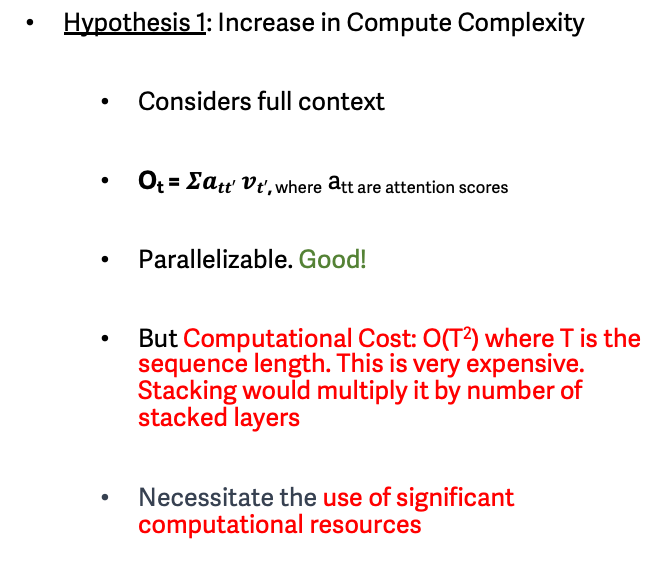 • Hypothesis 1: Increase in Compute Complexity
• Considers full context
• Oₜ = Σaₜₜ′ vₜ′, where aₜₜ are attention scores
• Parallelizable. Good!
• But Computational Cost: O(T²) where T is the
sequence length. This is very expensive.
Stacking would multiply it by number of
stacked layers
• Necessitate the use of significant
computational resources